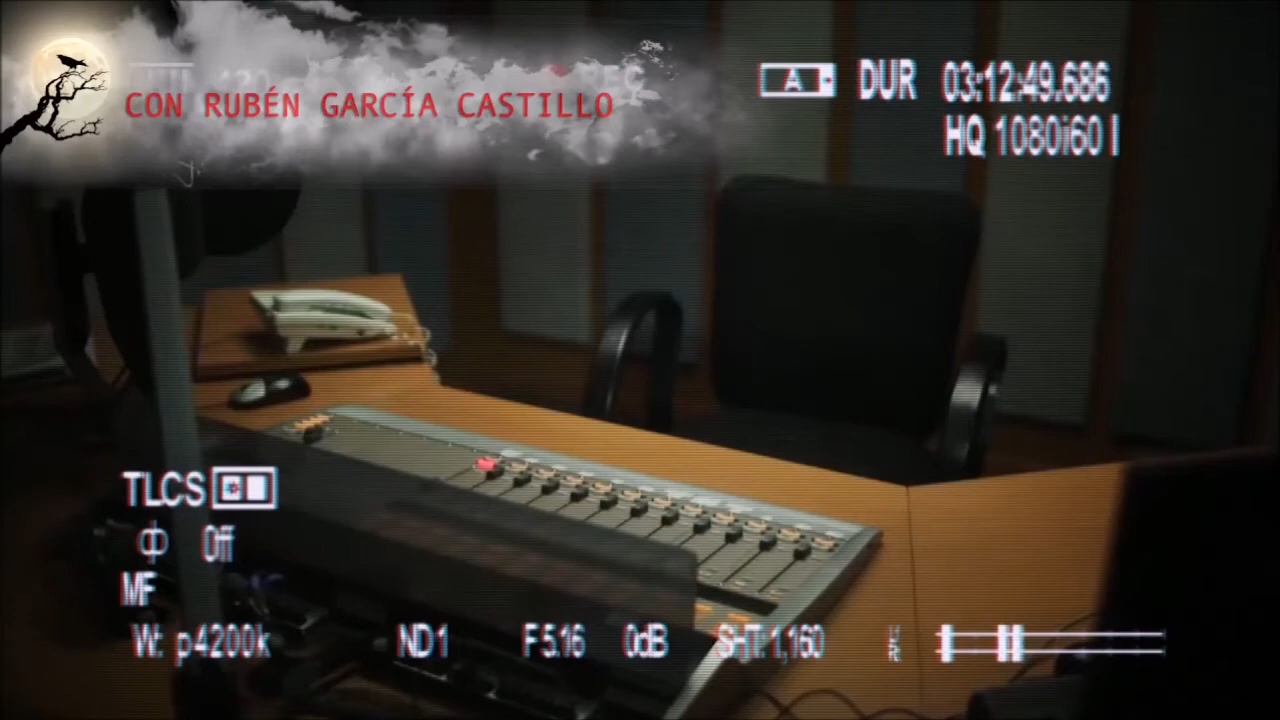 CON RUBÉN GARCÍA CASTILLO
A DUR 03:12:49.686
HQ 1080i60 I
TLCS
Off
MF
W: p4200k ND1 F5.16 0dB SHT: 1,160